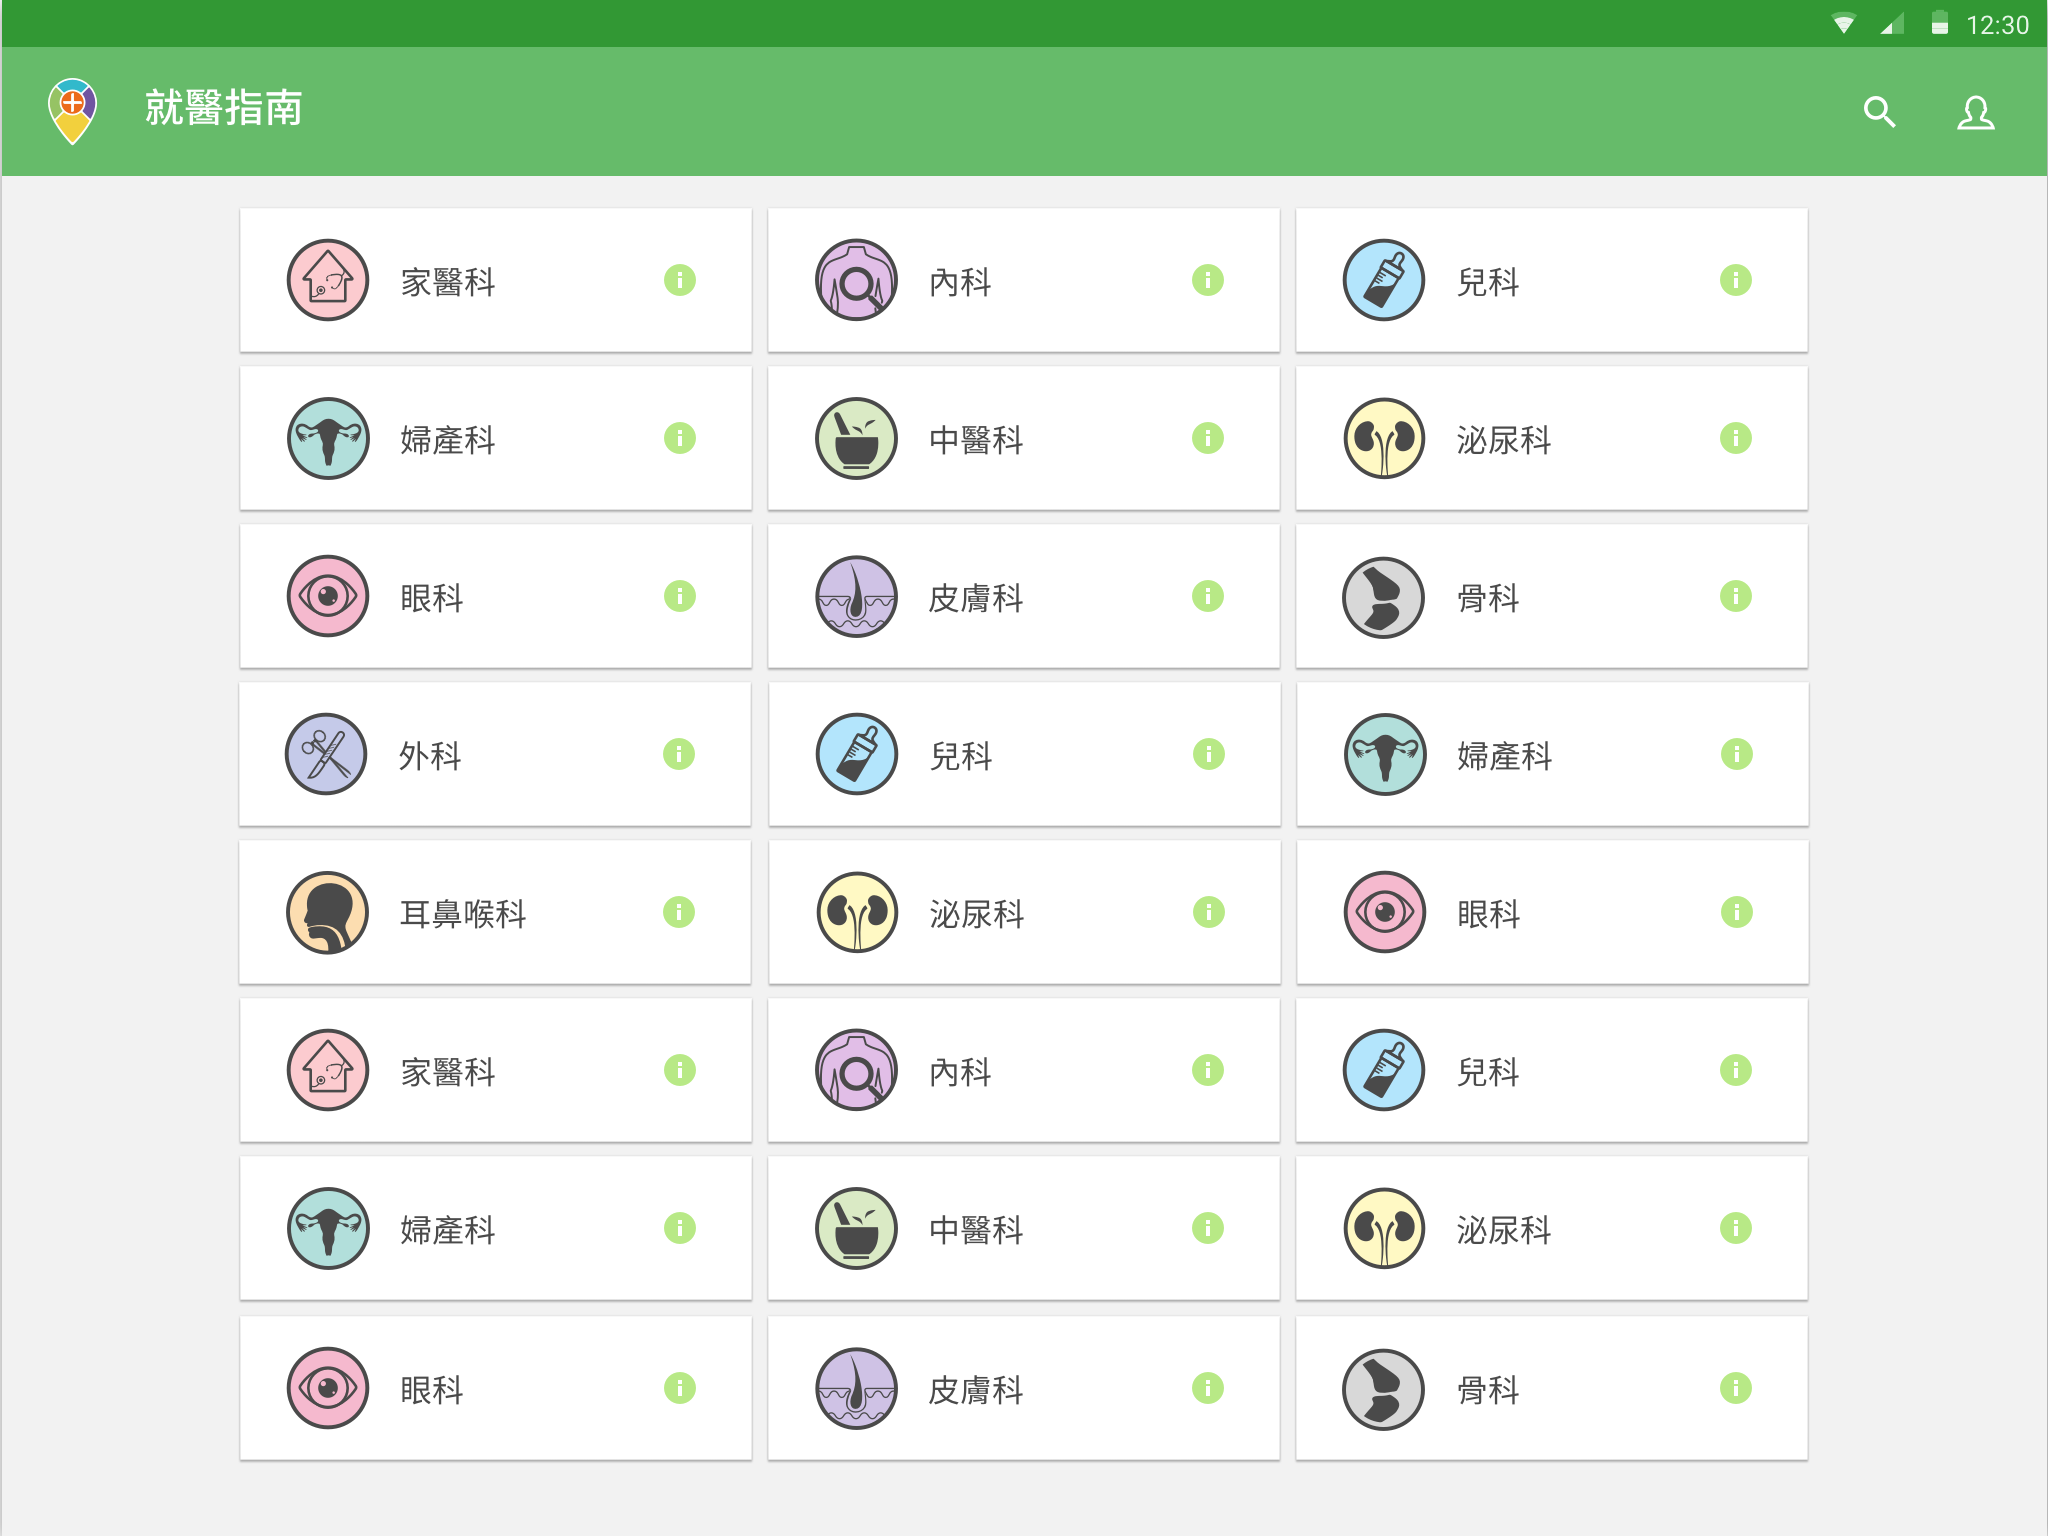 12:30
就醫指南
家醫科
內科
兒科
婦產科
中醫科
泌尿科
眼科
皮膚科
骨科
外科
兒科
婦產科
耳鼻喉科
泌尿科
眼科
家醫科
內科
兒科
婦產科
中醫科
泌尿科
眼科
皮膚科
骨科